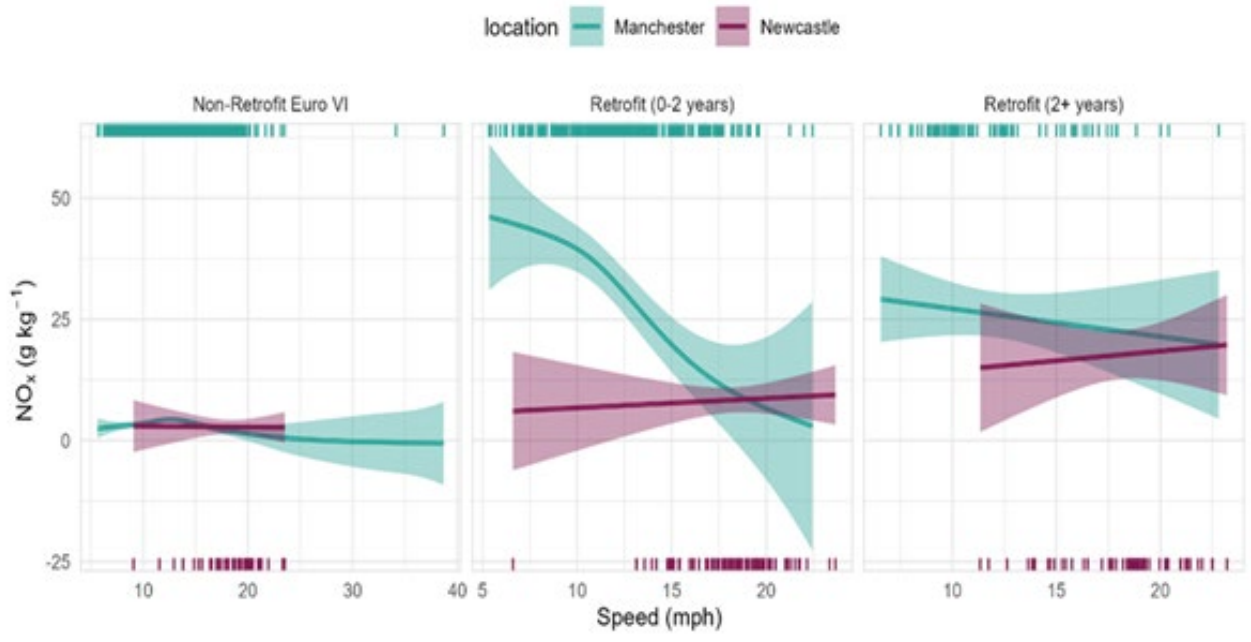 location Manchester Newcastle
Non-Retrofit Euro VI Retrofit (0-2 years) Retrofit (2+ years)
50
25
0
-25
NOₓ (g kg⁻¹)
10 20 30 40 5 10 15 20 10 15 20
Speed (mph)